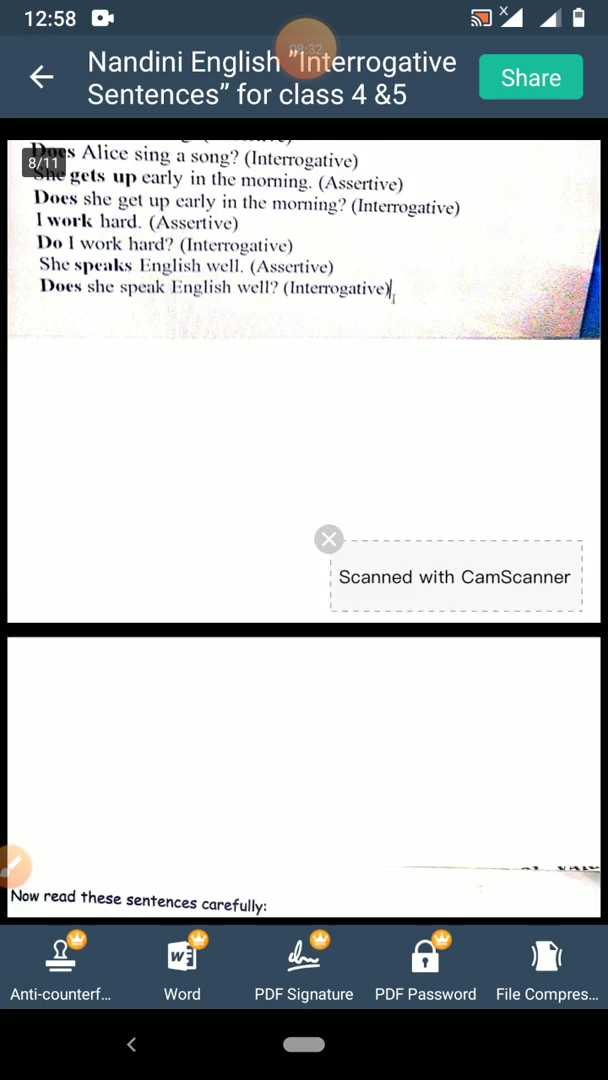 12:58
08:32
Nandini English "Interrogative
Sentences" for class 4 &5
Share
8/11
Does Alice sing a song? (Interrogative)
She gets up early in the morning. (Assertive)
Does she get up early in the morning? (Interrogative)
I work hard. (Assertive)
Do I work hard? (Interrogative)
She speaks English well. (Assertive)
Does she speak English well? (Interrogative)
Scanned with CamScanner
Now read these sentences carefully:
Anti-counterf...
Word
PDF Signature
PDF Password
File Compres...